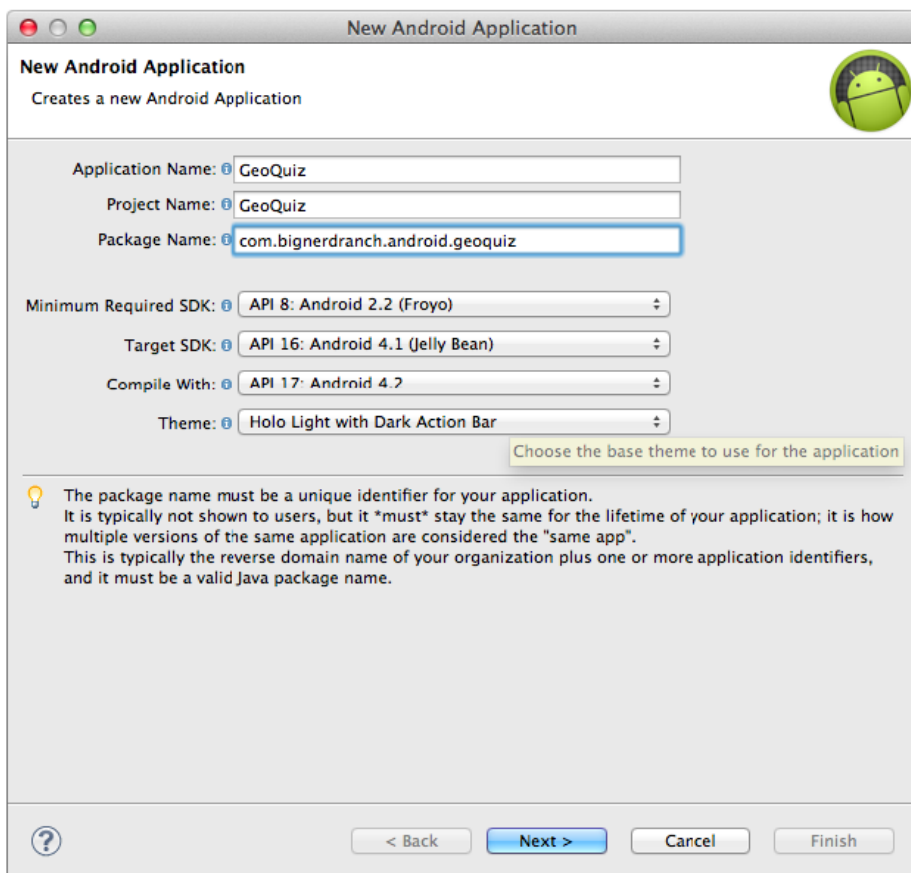 New Android Application
New Android Application
Creates a new Android Application
Application Name: GeoQuiz
Project Name: GeoQuiz
Package Name: com.bignerdranch.android.geoquiz
Minimum Required SDK: API 8: Android 2.2 (Froyo)
Target SDK: API 16: Android 4.1 (Jelly Bean)
Compile With: API 17: Android 4.2
Theme: Holo Light with Dark Action Bar
Choose the base theme to use for the application
The package name must be a unique identifier for your application.
It is typically not shown to users, but it *must* stay the same for the lifetime of your application; it is how
multiple versions of the same application are considered the "same app".
This is typically the reverse domain name of your organization plus one or more application identifiers,
and it must be a valid Java package name.
? < Back Next > Cancel Finish